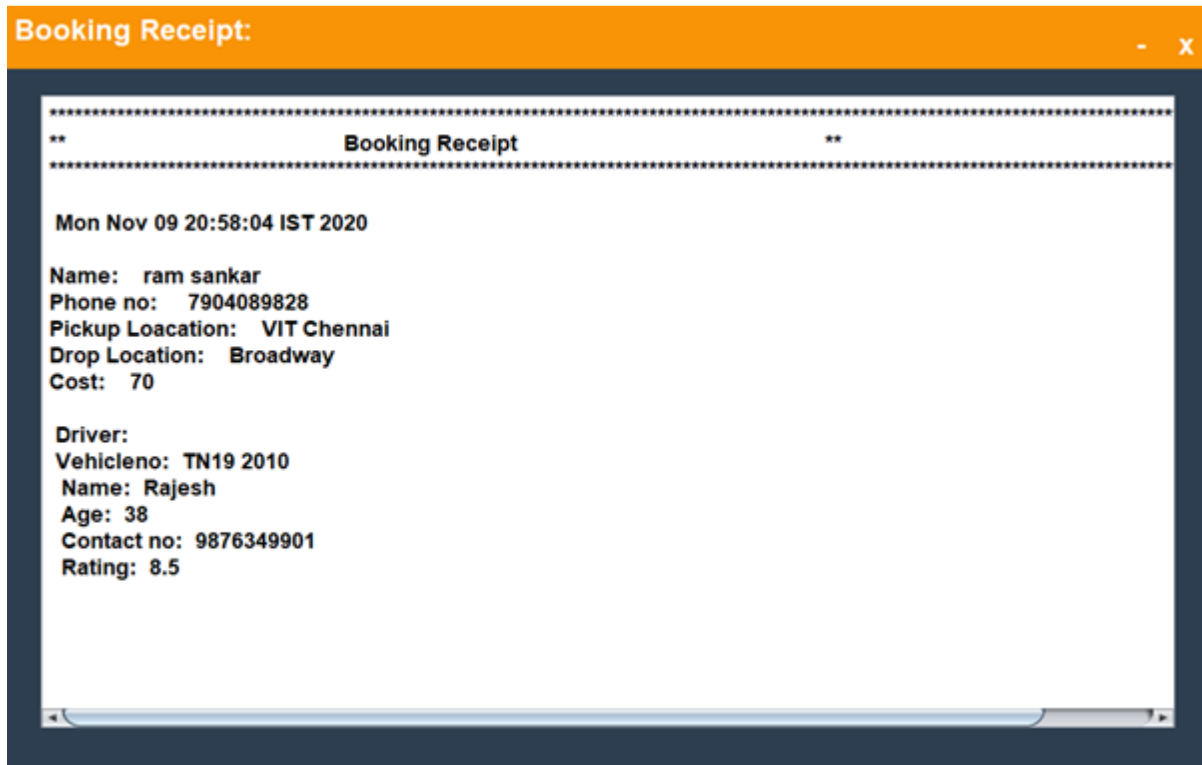 Booking Receipt:
- x
****************************************************************************************************************************************
** Booking Receipt **
****************************************************************************************************************************************
Mon Nov 09 20:58:04 IST 2020
Name: ram sankar
Phone no: 7904089828
Pickup Loacation: VIT Chennai
Drop Location: Broadway
Cost: 70
Driver:
Vehicleno: TN19 2010
Name: Rajesh
Age: 38
Contact no: 9876349901
Rating: 8.5